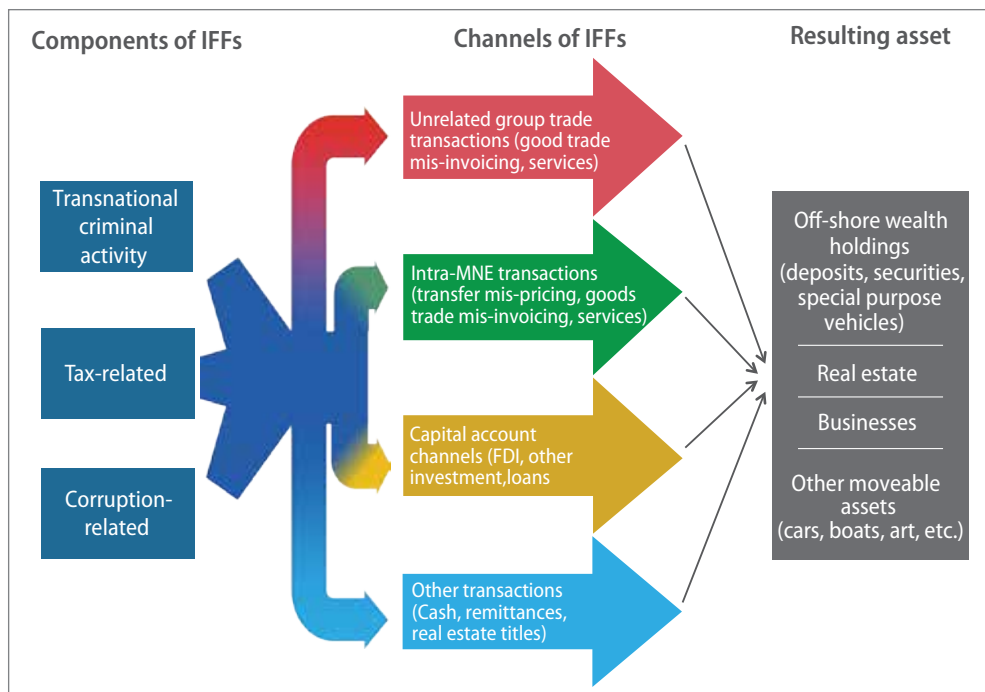 Components of IFFs
Channels of IFFs
Resulting asset
Transnational
criminal
activity
Tax-related
Corruption-
related
Unrelated group trade
transactions (good trade
mis-invoicing, services)
Intra-MNE transactions
(transfer mis-pricing, goods
trade mis-invoicing, services)
Capital account
channels (FDI, other
investment,loans
Other transactions
(Cash, remittances,
real estate titles)
Off-shore wealth
holdings
(deposits, securities,
special purpose
vehicles)
Real estate
Businesses
Other moveable
assets
(cars, boats, art, etc.)